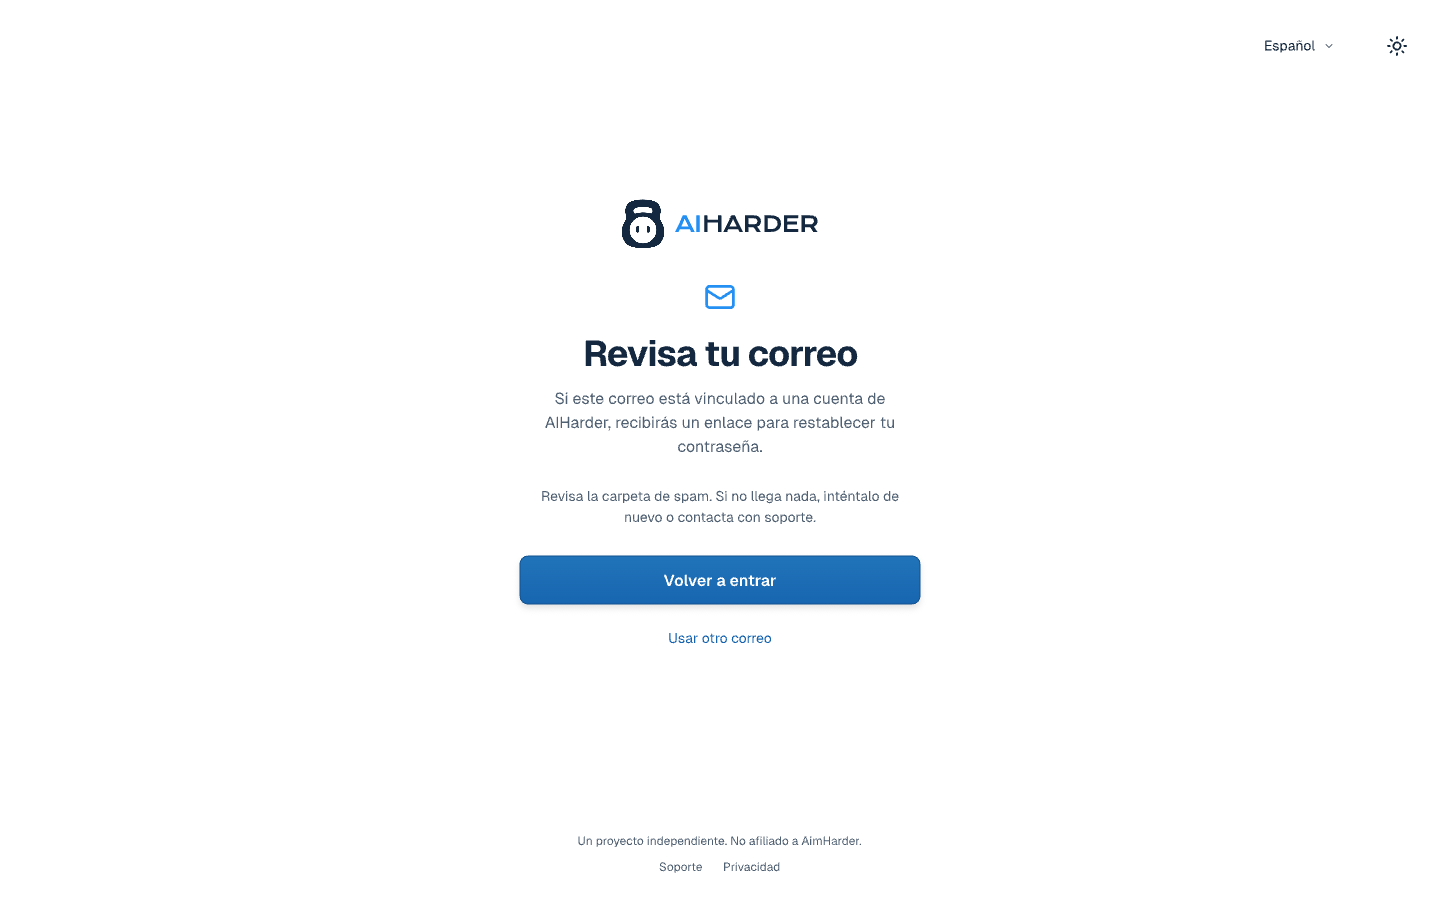 Español
AIHARDER
Revisa tu correo
Si este correo está vinculado a una cuenta de
AIHarder, recibirás un enlace para restablecer tu
contraseña.
Revisa la carpeta de spam. Si no llega nada, inténtalo de
nuevo o contacta con soporte.
Volver a entrar
Usar otro correo
Un proyecto independiente. No afiliado a AimHarder.
Soporte Privacidad